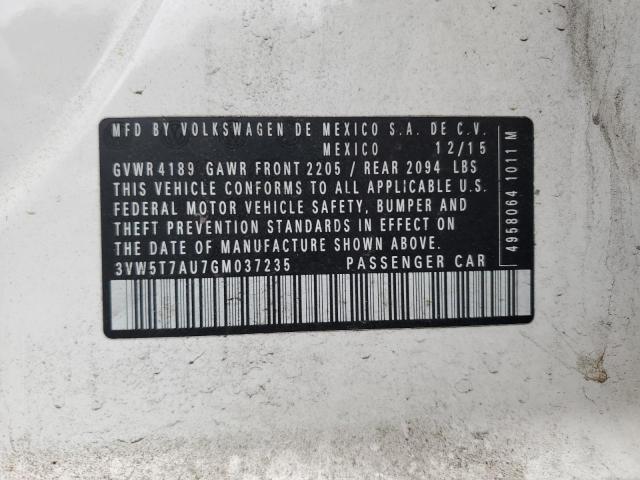 MFD BY VOLKSWAGEN DE MEXICO S.A. DE C.V.
MEXICO 12/15
GVWR 4189 GAWR FRONT 2205 / REAR 2094 LBS
THIS VEHICLE CONFORMS TO ALL APPLICABLE U.S.
FEDERAL MOTOR VEHICLE SAFETY, BUMPER AND
THEFT PREVENTION STANDARDS IN EFFECT ON
THE DATE OF MANUFACTURE SHOWN ABOVE.
3VW5T7AU7GM037235 PASSENGER CAR
4958064 1011 M